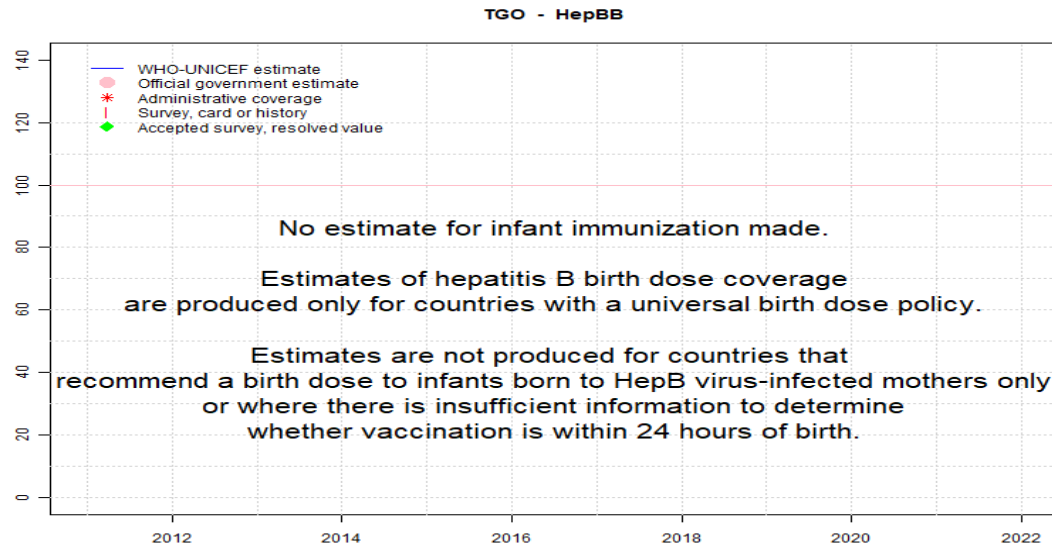 TGO - HepBB
140
120
100
80
60
40
20
0
WHO-UNICEF estimate
Official government estimate
Administrative coverage
Survey, card or history
Accepted survey, resolved value
No estimate for infant immunization made.
Estimates of hepatitis B birth dose coverage
are produced only for countries with a universal birth dose policy.
Estimates are not produced for countries that
recommend a birth dose to infants born to HepB virus-infected mothers only
or where there is insufficient information to determine
whether vaccination is within 24 hours of birth.
2012 2014 2016 2018 2020 2022